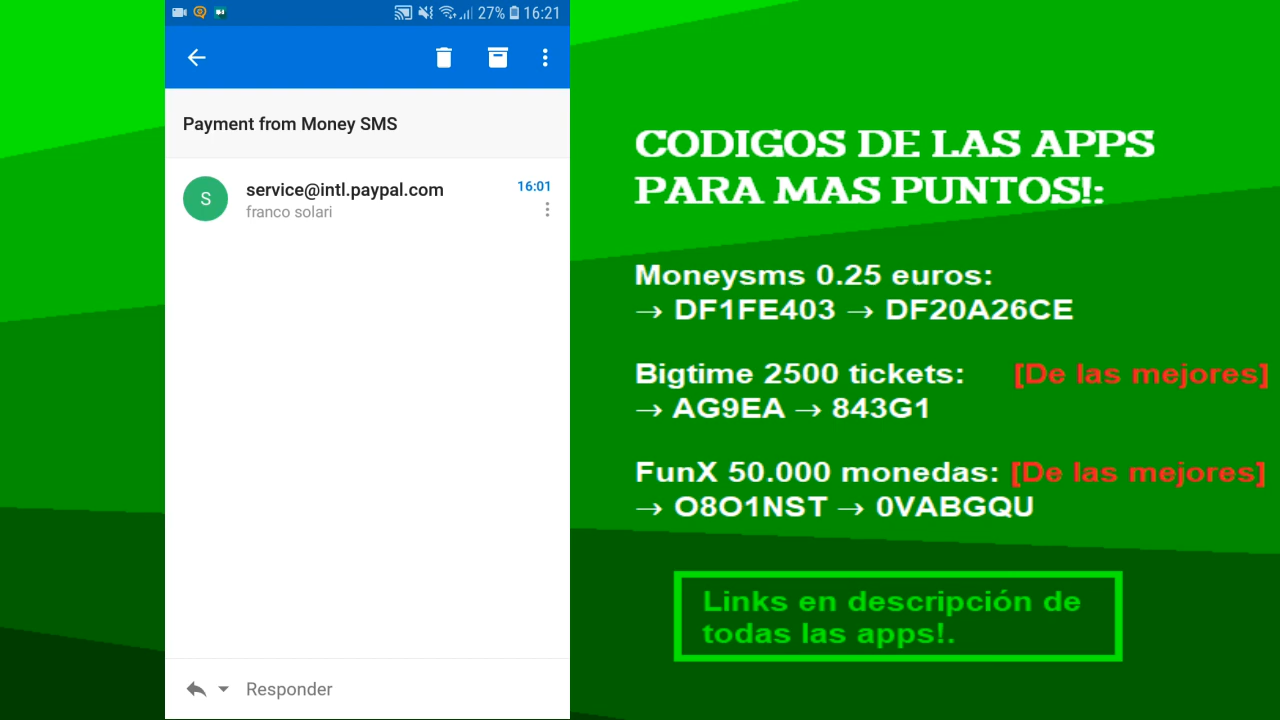 27% 16:21
Payment from Money SMS
S
service@intl.paypal.com
16:01
franco solari
Responder
CODIGOS DE LAS APPS
PARA MAS PUNTOS!:
Moneysms 0.25 euros:
→ DF1FE403 → DF20A26CE
Bigtime 2500 tickets: [De las mejores]
→ AG9EA → 843G1
FunX 50.000 monedas: [De las mejores]
→ O8O1NST → 0VABGQU
Links en descripción de
todas las apps!.